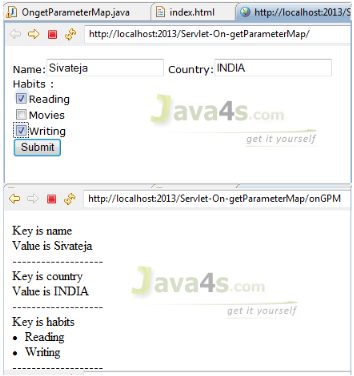 OngetParameterMap.java index.html http://localhost:2013/S
http://localhost:2013/Servlet-On-getParameterMap/
Name: Sivateja Country: INDIA
Habits :
Reading
Movies
Writing
Submit
Java4s.com
get it yourself
http://localhost:2013/Servlet-On-getParameterMap/onGPM
Key is name
Value is Sivateja
-------------------
Key is country
Value is INDIA
-------------------
Key is habits
• Reading
• Writing
-------------------
Java4s.com
get it yourself